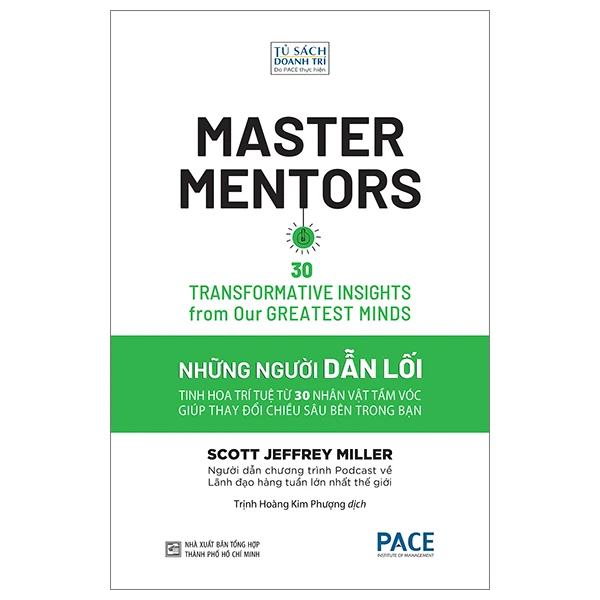 TỦ SÁCH
DOANH TRÍ
Do PACE thực hiện
MASTER
MENTORS
30
TRANSFORMATIVE INSIGHTS
from Our GREATEST MINDS
NHỮNG NGƯỜI DẪN LỐI
TINH HOA TRÍ TUỆ TỪ 30 NHÂN VẬT TẦM VÓC
GIÚP THAY ĐỔI CHIỀU SÂU BÊN TRONG BẠN
SCOTT JEFFREY MILLER
Người dẫn chương trình Podcast về
Lãnh đạo hàng tuần lớn nhất thế giới
Trịnh Hoàng Kim Phượng dịch
NHÀ XUẤT BẢN TỔNG HỢP
THÀNH PHỐ HỒ CHÍ MINH
PACE
INSTITUTE OF MANAGEMENT